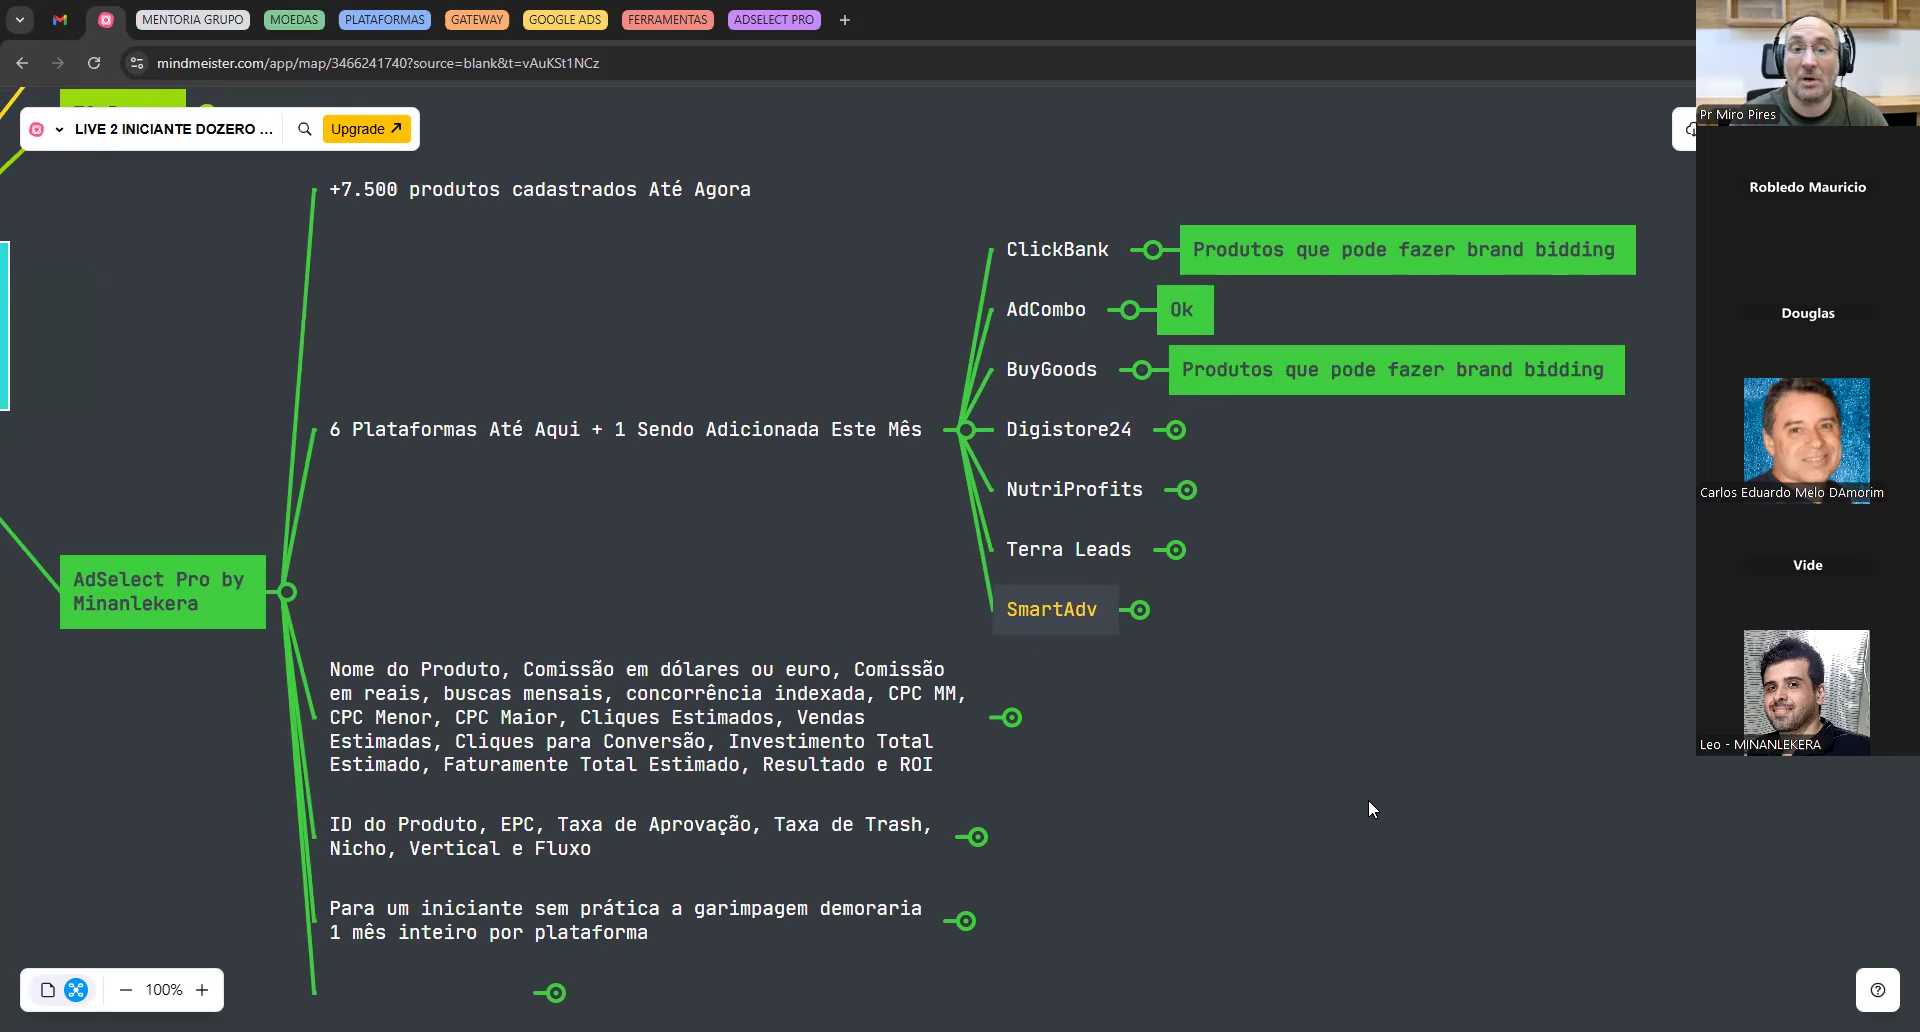 MENTORIA GRUPO
MOEDAS
PLATAFORMAS
GATEWAY
GOOGLE ADS
FERRAMENTAS
ADSELECT PRO
mindmeister.com/app/map/3466241740?source=blank&t=vAuKSt1NCz
LIVE 2 INICIANTE DOZERO ...
Upgrade
+7.500 produtos cadastrados Até Agora
ClickBank
Produtos que pode fazer brand bidding
AdCombo
Ok
BuyGoods
Produtos que pode fazer brand bidding
6 Plataformas Até Aqui + 1 Sendo Adicionada Este Mês
Digistore24
NutriProfits
Terra Leads
SmartAdv
AdSelect Pro by
Minanlekera
Nome do Produto, Comissão em dólares ou euro, Comissão
em reais, buscas mensais, concorrência indexada, CPC MM,
CPC Menor, CPC Maior, Cliques Estimados, Vendas
Estimadas, Cliques para Conversão, Investimento Total
Estimado, Faturamente Total Estimado, Resultado e ROI
ID do Produto, EPC, Taxa de Aprovação, Taxa de Trash,
Nicho, Vertical e Fluxo
Para um iniciante sem prática a garimpagem demoraria
1 mês inteiro por plataforma
100%
Pr Miro Pires
Robledo Mauricio
Douglas
Carlos Eduardo Melo DAmorim
Vide
Leo - MINANLEKERA